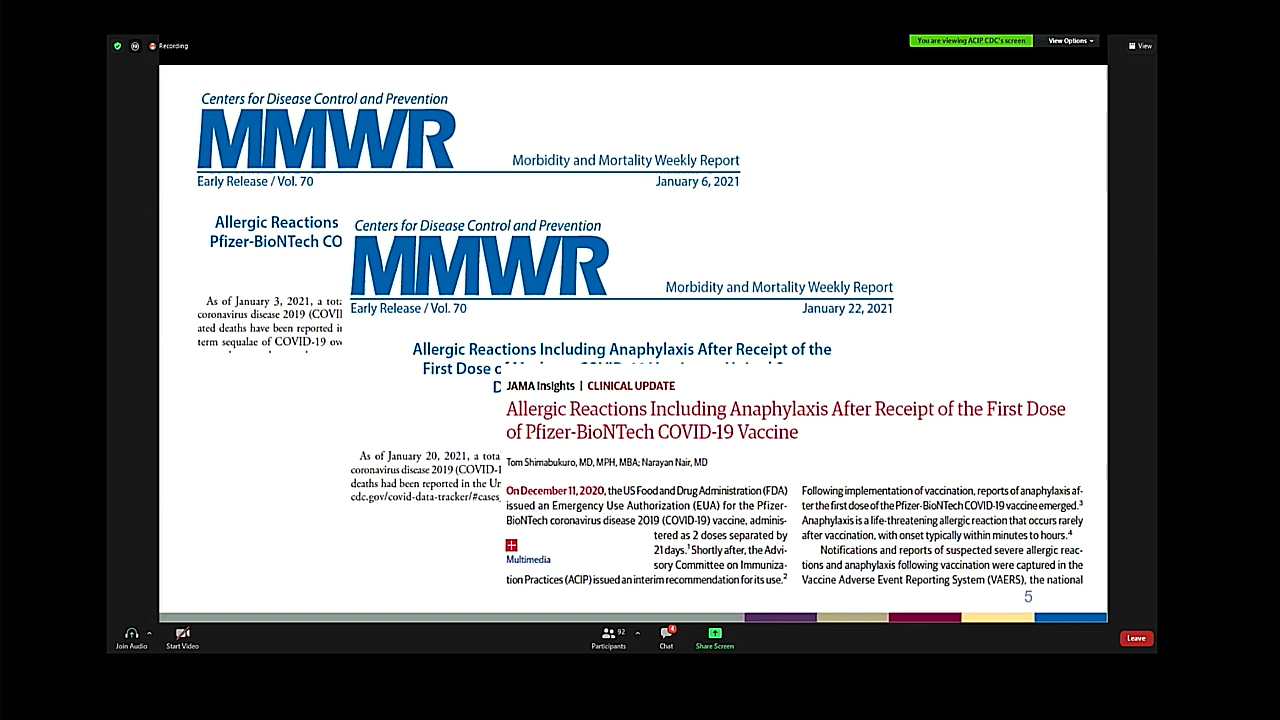 Recording
You are viewing ACIP CDC's screen
View Options
View
Centers for Disease Control and Prevention
MMWR
Morbidity and Mortality Weekly Report
Early Release / Vol. 70
January 6, 2021
Allergic Reactions
Pfizer-BioNTech CO
As of January 3, 2021, a
coronavirus disease 2019
ated deaths have been reported
term sequalae of COVID-19
Centers for Disease Control and Prevention
MMWR
Morbidity and Mortality Weekly Report
Early Release / Vol. 70
January 22, 2021
Allergic Reactions Including Anaphylaxis After Receipt of the
First Dose
As of January 20, 2021, a
coronavirus disease 2019
deaths had been reported in the
cdc.gov/covid-data-tracker/#cases
JAMA Insights | CLINICAL UPDATE
Allergic Reactions Including Anaphylaxis After Receipt of the First Dose
of Pfizer-BioNTech COVID-19 Vaccine
Tom Shimabukuro, MD, MPH, MBA; Narayan Nair, MD
On December 11, 2020, the US Food and Drug Administration (FDA)
issued an Emergency Use Authorization (EUA) for the Pfizer-
BioNTech coronavirus disease 2019 (COVID-19) vaccine, adminis-
tered as 2 doses separated by
21 days.1 Shortly after, the Advi-
sory Committee on Immuniza-
tion Practices (ACIP) issued an interim recommendation for its use.2
Multimedia
Following implementation of vaccination, reports of anaphylaxis af-
ter the first dose of the Pfizer-BioNTech COVID-19 vaccine emerged.3
Anaphylaxis is a life-threatening allergic reaction that occurs rarely
after vaccination, with onset typically within minutes to hours.4
Notifications and reports of suspected severe allergic reac-
tions and anaphylaxis following vaccination were captured in the
Vaccine Adverse Event Reporting System (VAERS), the national
5
Join Audio
Start Video
92
Participants
4
Chat
Share Screen
Leave